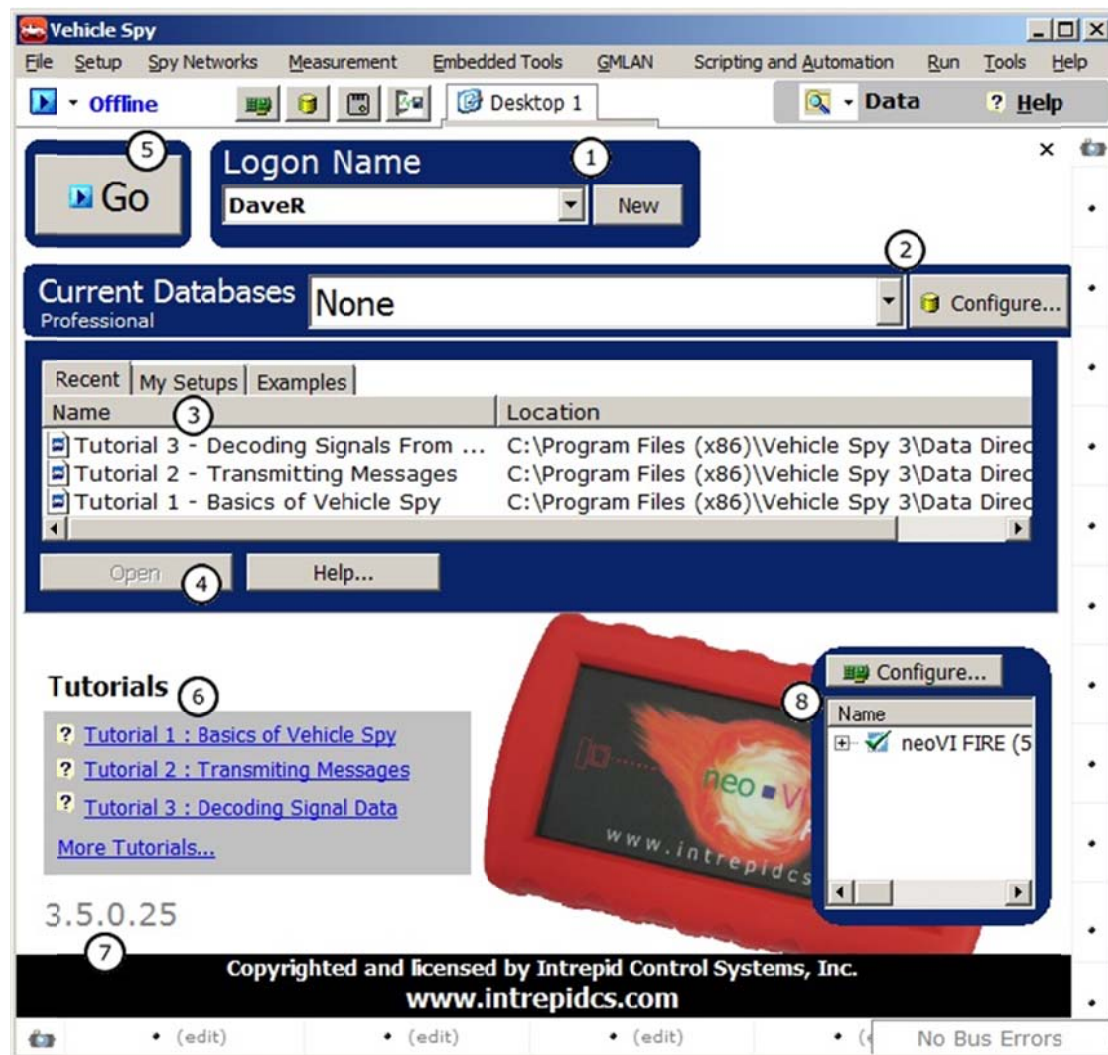 Vehicle Spy
File Setup Spy Networks Measurement Embedded Tools GMLAN Scripting and Automation Run Tools Help
Offline Desktop 1 Data ? Help
5
Go
Logon Name
1
DaveR New
2
Current Databases
Professional
None Configure...
Recent My Setups Examples
Name Location
3
Tutorial 3 - Decoding Signals From ... C:\Program Files (x86)\Vehicle Spy 3\Data Direc
Tutorial 2 - Transmitting Messages C:\Program Files (x86)\Vehicle Spy 3\Data Direc
Tutorial 1 - Basics of Vehicle Spy C:\Program Files (x86)\Vehicle Spy 3\Data Direc
Open Help...
4
Tutorials
6
? Tutorial 1 : Basics of Vehicle Spy
? Tutorial 2 : Transmiting Messages
? Tutorial 3 : Decoding Signal Data
More Tutorials...
neo VI
www.intrepidcs
Configure...
8
Name
neoVI FIRE (5
3.5.0.25
7
Copyrighted and licensed by Intrepid Control Systems, Inc.
www.intrepidcs.com
(edit) (edit) (edit) (e No Bus Errors